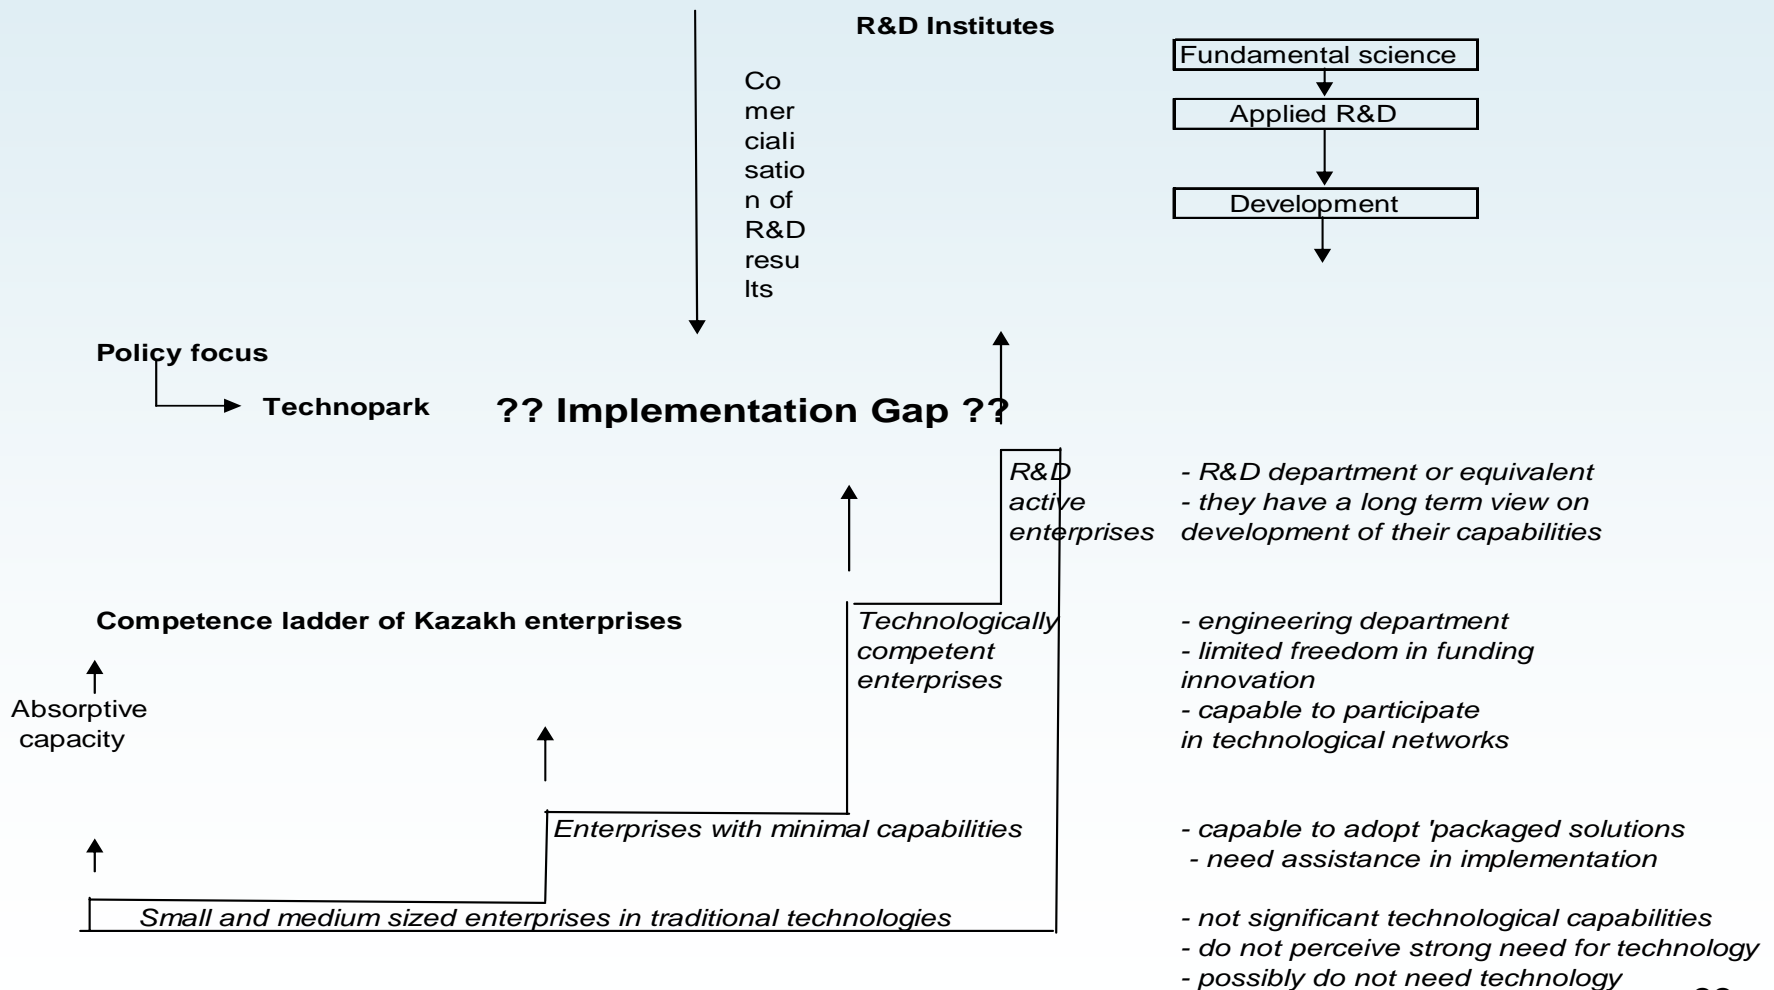 R&D Institutes
Fundamental science
Applied R&D
Development
Co
mer
ciali
satio
n of
R&D
resu
lts
Policy focus
Technopark
?? Implementation Gap ??
R&D
active
enterprises
- R&D department or equivalent
- they have a long term view on
development of their capabilities
Competence ladder of Kazakh enterprises
Technologically
competent
enterprises
- engineering department
- limited freedom in funding
innovation
- capable to participate
in technological networks
Absorptive
capacity
Enterprises with minimal capabilities
- capable to adopt 'packaged solutions
- need assistance in implementation
Small and medium sized enterprises in traditional technologies
- not significant technological capabilities
- do not perceive strong need for technology
- possibly do not need technology